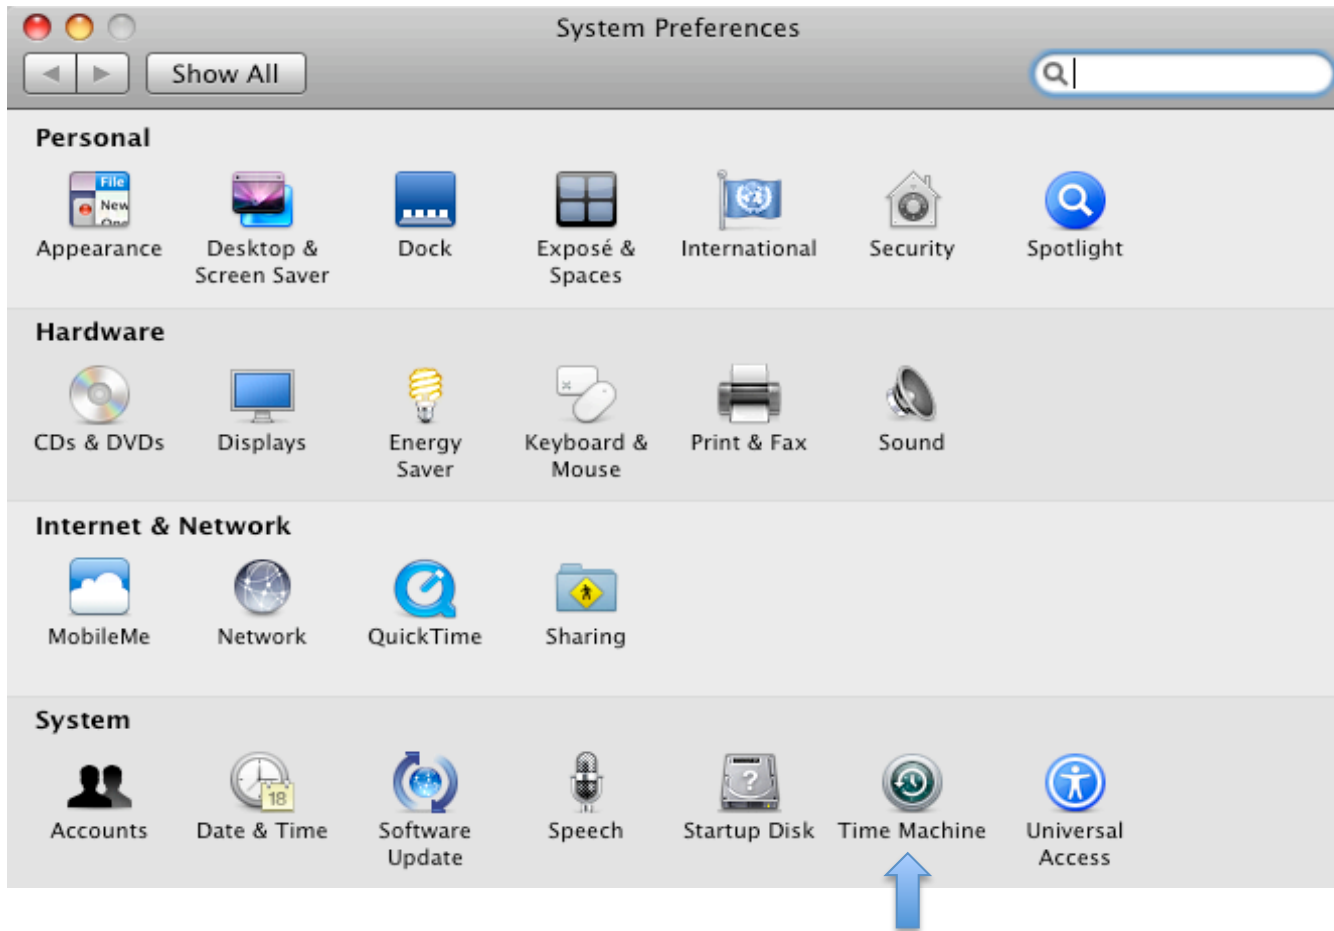 System Preferences
Show All
Personal
File
New
Appearance
Desktop &
Screen Saver
Dock
Exposé &
Spaces
International
Security
Spotlight
Hardware
CDs & DVDs
Displays
Energy
Saver
Keyboard &
Mouse
Print & Fax
Sound
Internet & Network
MobileMe
Network
QuickTime
Sharing
System
Accounts
18
Date & Time
Software
Update
Speech
?
Startup Disk
Time Machine
Universal
Access